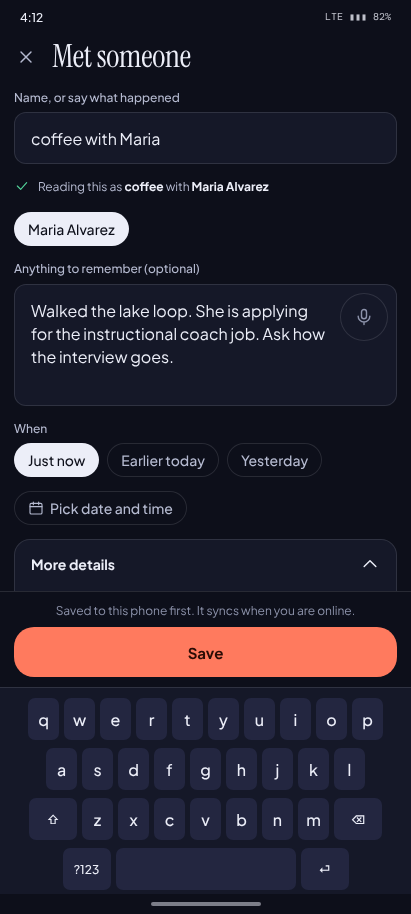 4:12
LTE 82%
Met someone
Name, or say what happened
coffee with Maria
Reading this as coffee with Maria Alvarez
Maria Alvarez
Anything to remember (optional)
Walked the lake loop. She is applying
for the instructional coach job. Ask how
the interview goes.
When
Just now Earlier today Yesterday
Pick date and time
More details
Saved to this phone first. It syncs when you are online.
Save
q w e r t y u i o p
a s d f g h j k l
z x c v b n m
?123